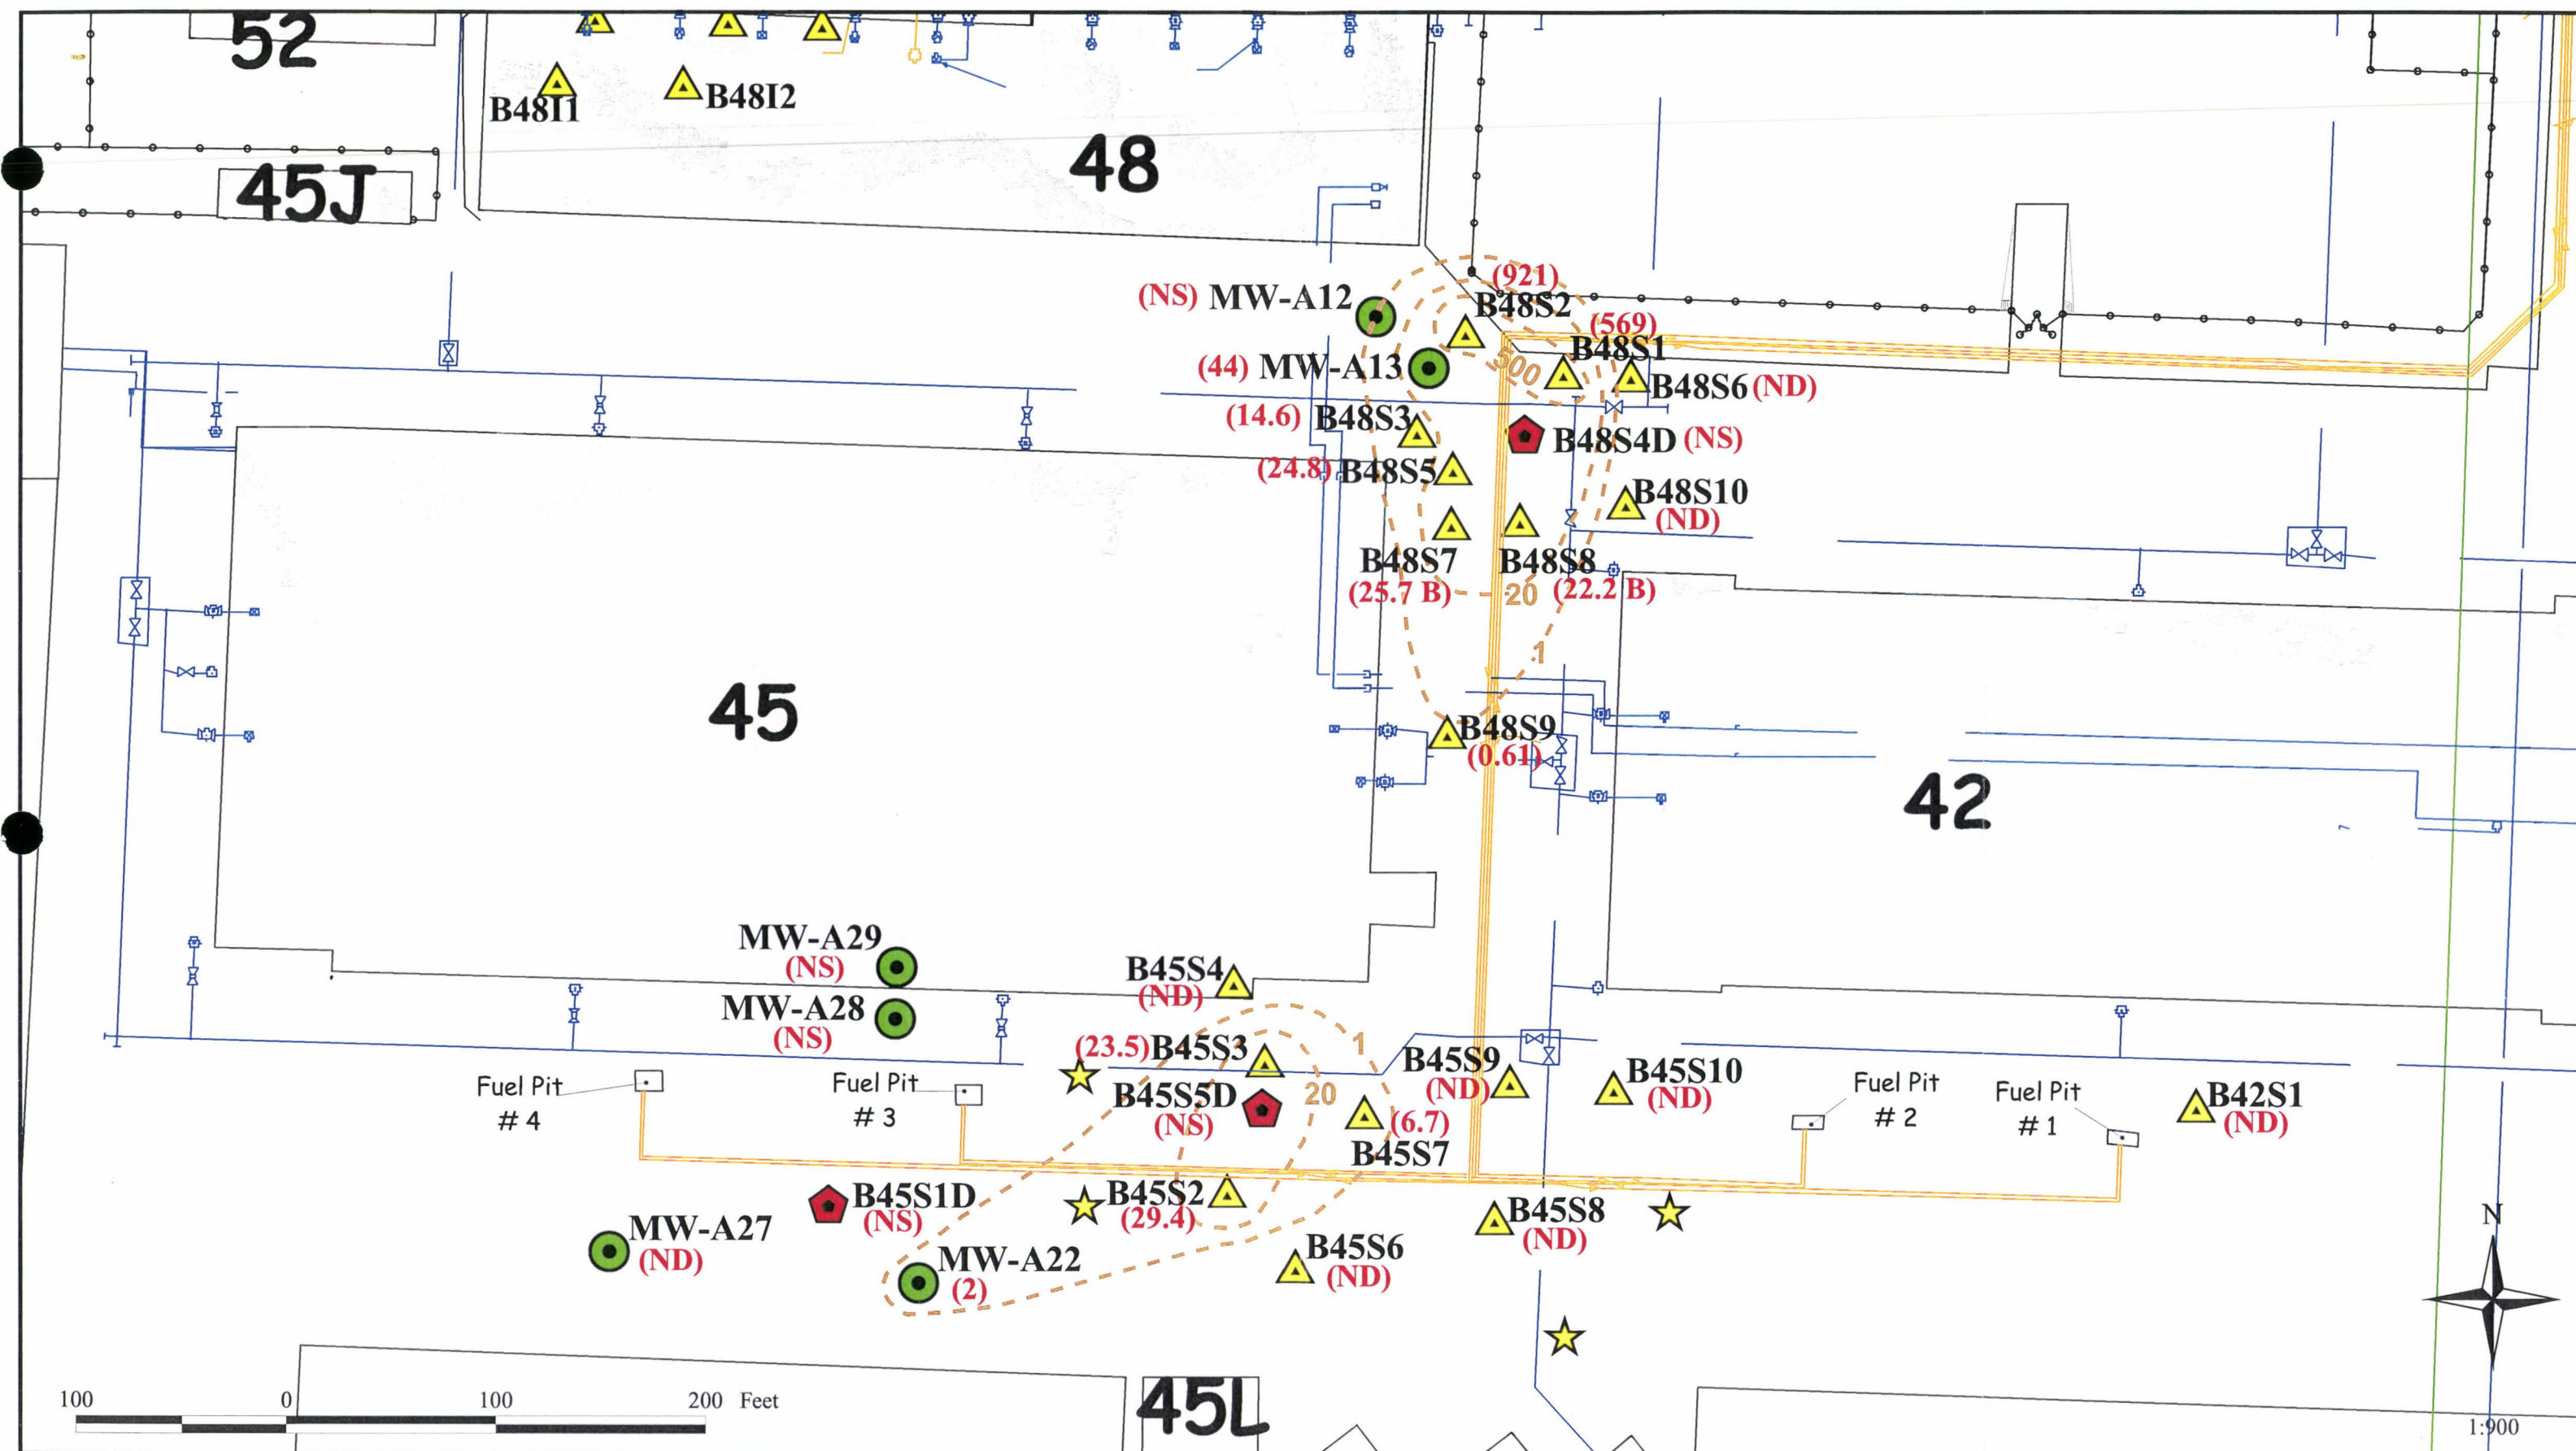 52
B48I1
B48I2
48
45J
(921)
(NS) MW-A12
B48S2
(569)
B48S1
(44) MW-A13
500
B48S6 (ND)
(14.6) B48S3
B48S4D (NS)
(24.8) B48S5
B48S10
(ND)
B48S7
(25.7 B)
B48S8
(22.2 B)
20
1
45
B48S9
(0.61)
42
MW-A29
(NS)
B45S4
(ND)
MW-A28
(NS)
1
(23.5) B45S3
B45S9
(ND)
B45S10
(ND)
Fuel Pit
# 4
Fuel Pit
# 3
20
Fuel Pit
# 2
Fuel Pit
# 1
B42S1
(ND)
B45S5D
(NS)
(6.7)
B45S7
B45S1D
(NS)
B45S2
(29.4)
B45S8
(ND)
MW-A27
(ND)
MW-A22
(2)
B45S6
(ND)
N
100 0 100 200 Feet
45L
1:900